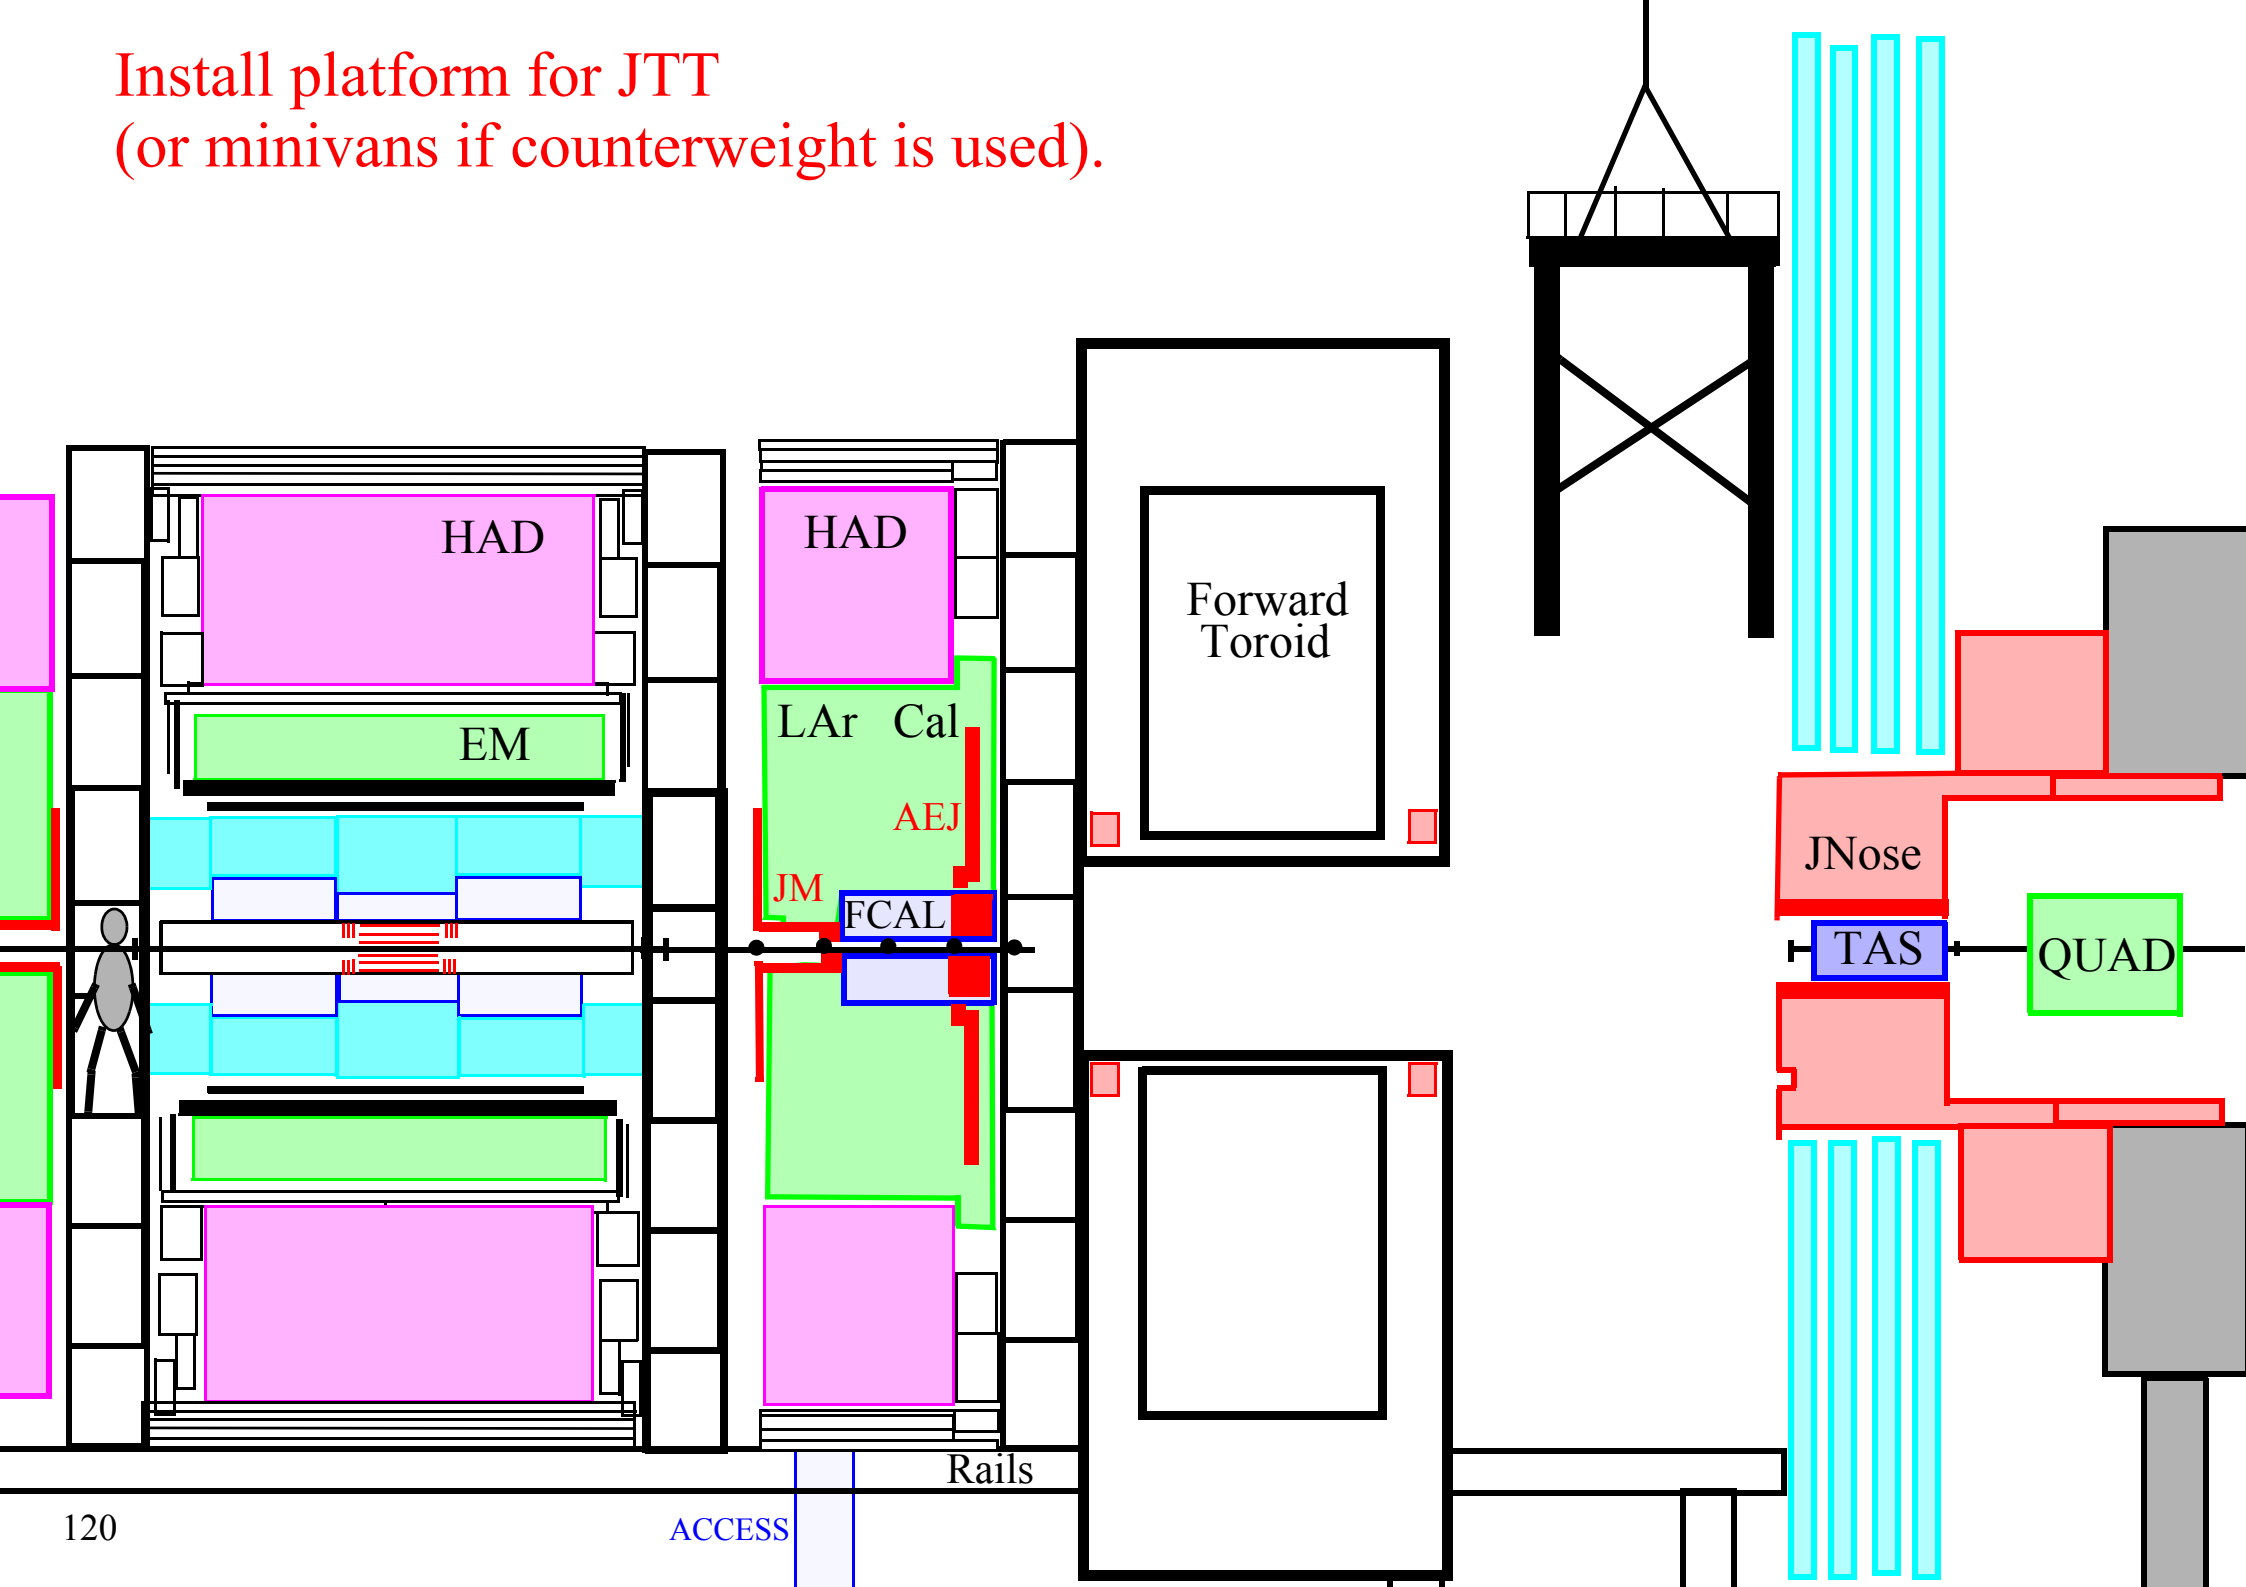 Install platform for JTT
(or minivans if counterweight is used).
HAD
HAD
Forward
Toroid
LAr Cal
EM
AEJ
JNose
JM
FCAL
TAS
QUAD
Rails
120
ACCESS